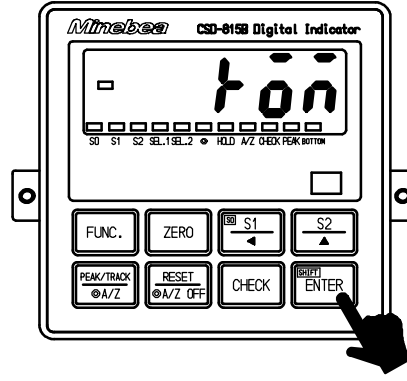 Minebea CSD-815B Digital Indicator
S0 S1 S2 SEL.1 SEL.2 ◎ HOLD A/Z CHECK PEAK BOTTOM
FUNC. ZERO S0 S1 ◀ S2 ▲
PEAK/TRACK RESET CHECK SHIFT ENTER
◎A/Z ◎A/Z OFF